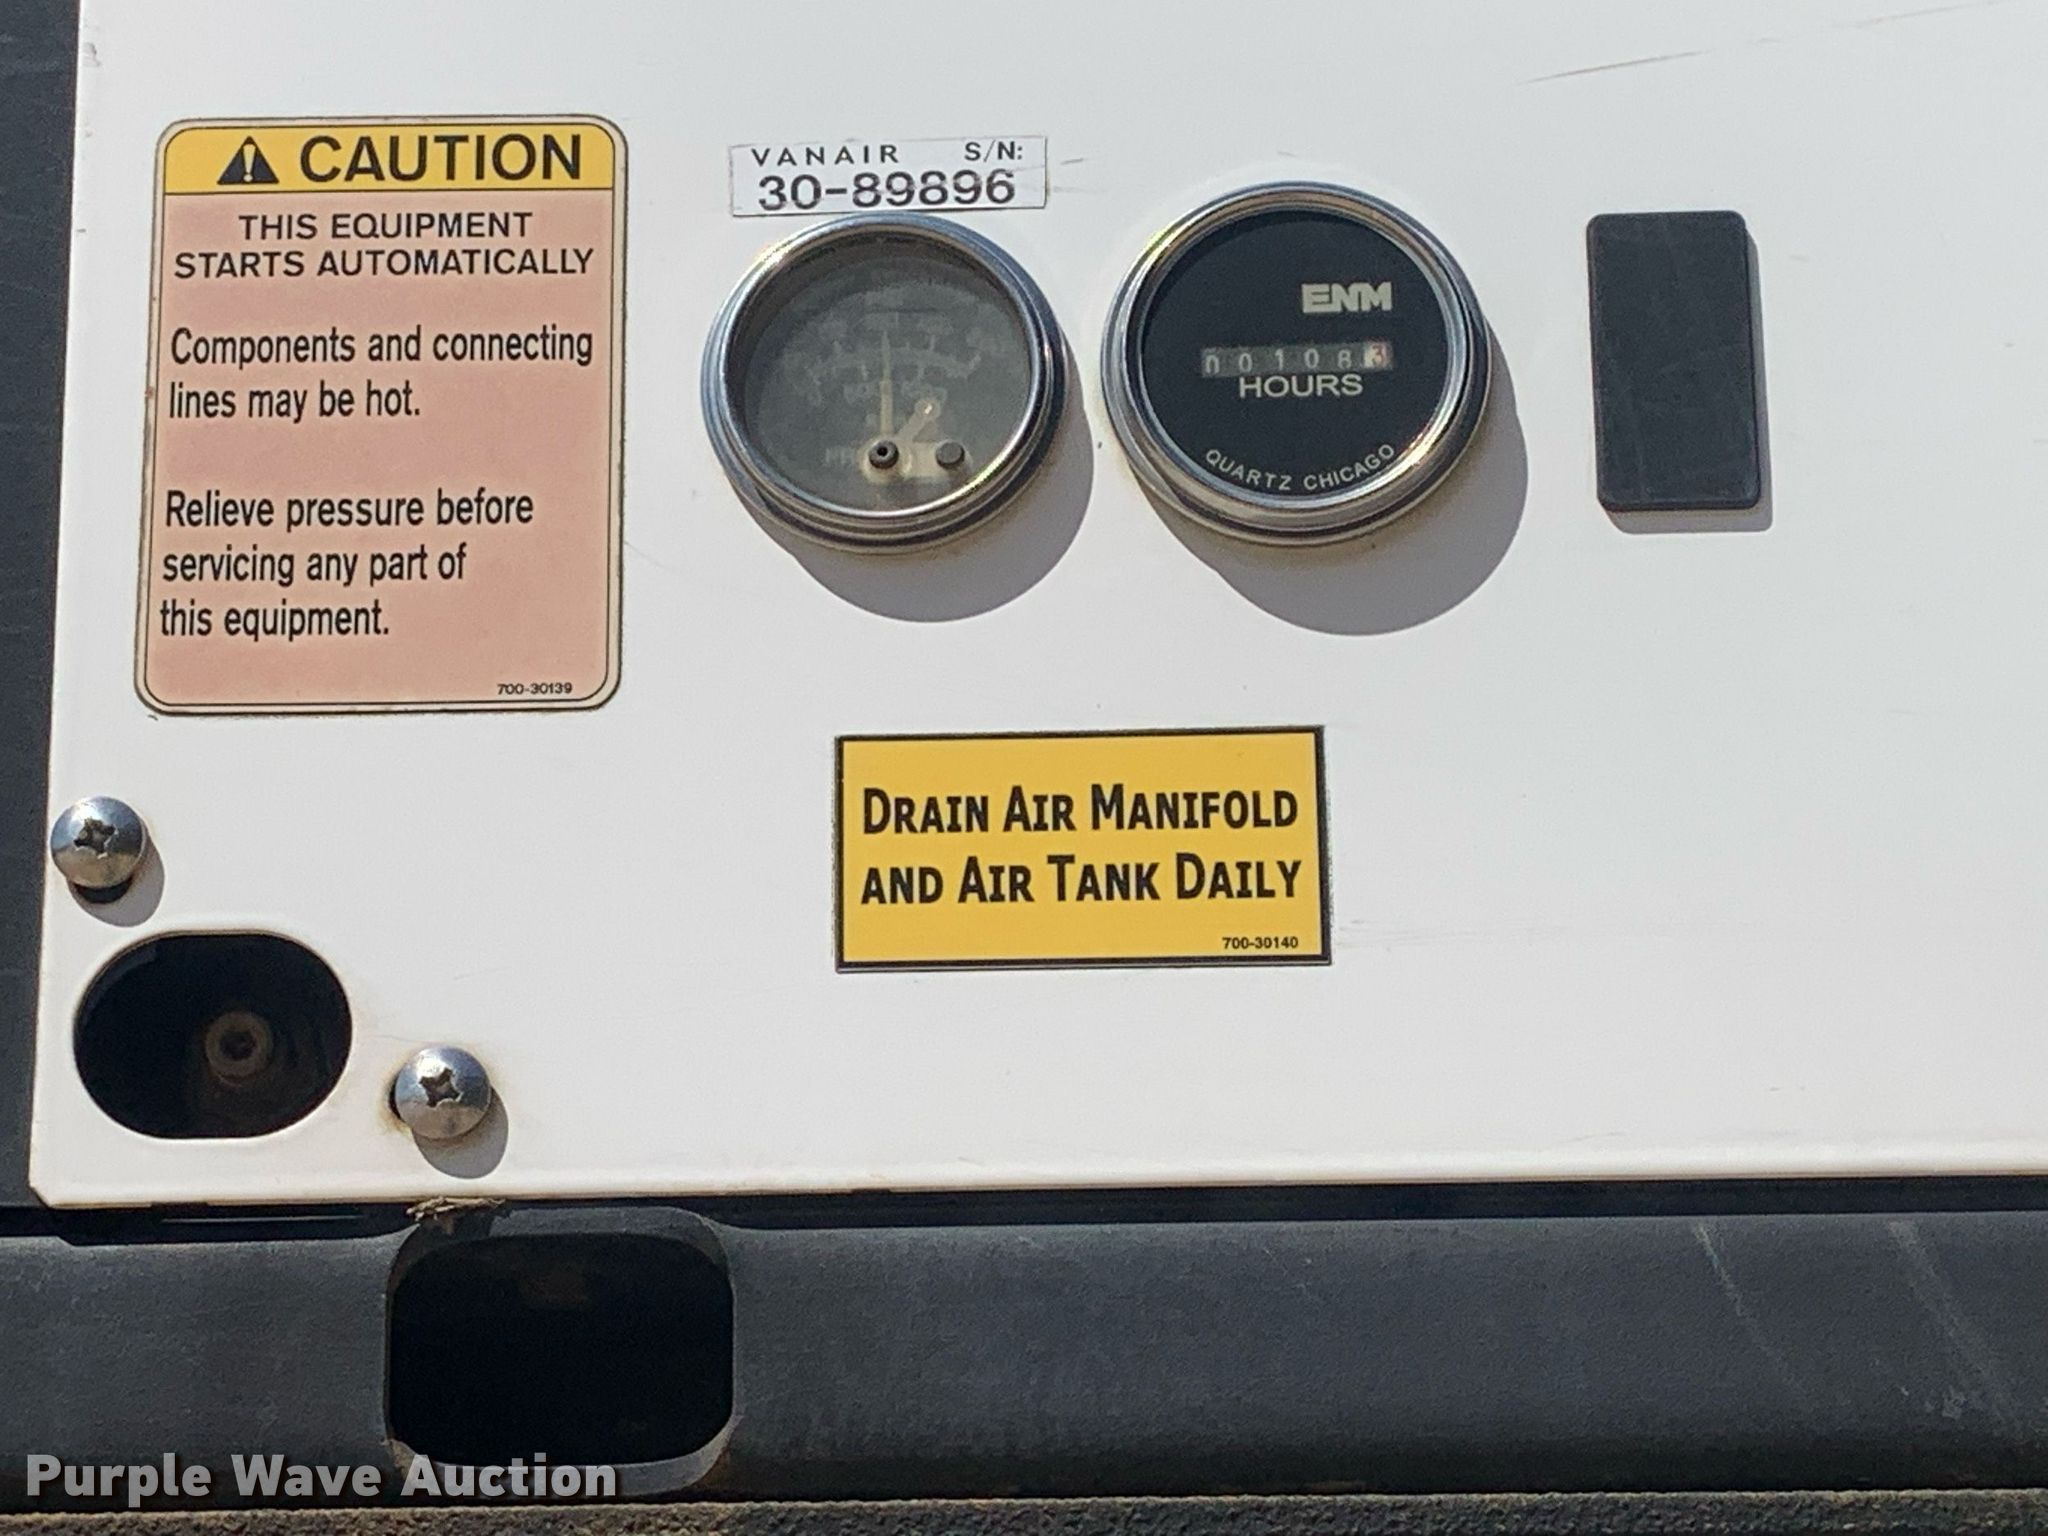 CAUTION
THIS EQUIPMENT
STARTS AUTOMATICALLY
Components and connecting
lines may be hot.
Relieve pressure before
servicing any part of
this equipment.
700-30139
VANAIR S/N:
30-89896
ENM
001083
HOURS
QUARTZ CHICAGO
DRAIN AIR MANIFOLD
AND AIR TANK DAILY
700-30140
Purple Wave Auction